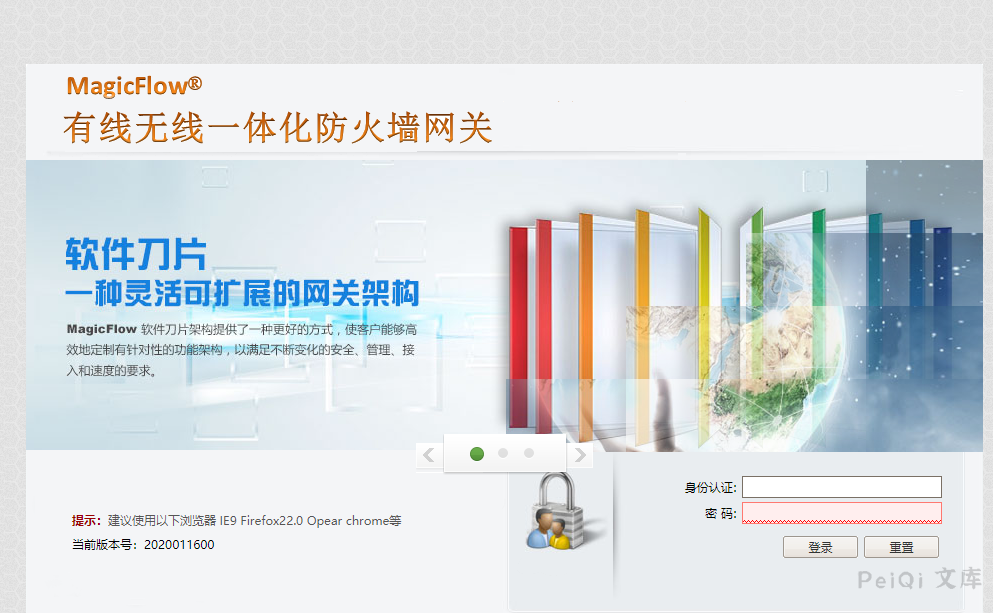 MagicFlow®
有线无线一体化防火墙网关
软件刀片
一种灵活可扩展的网关架构
MagicFlow 软件刀片架构提供了一种更好的方式，使客户能够高
效地定制有针对性的功能架构，以满足不断变化的安全、管理、接
入和速度的要求。
身份认证:
密 码:
登录 重置
提示：建议使用以下浏览器 IE9 Firefox22.0 Opear chrome等
当前版本号：2020011600
PeiQi 文库